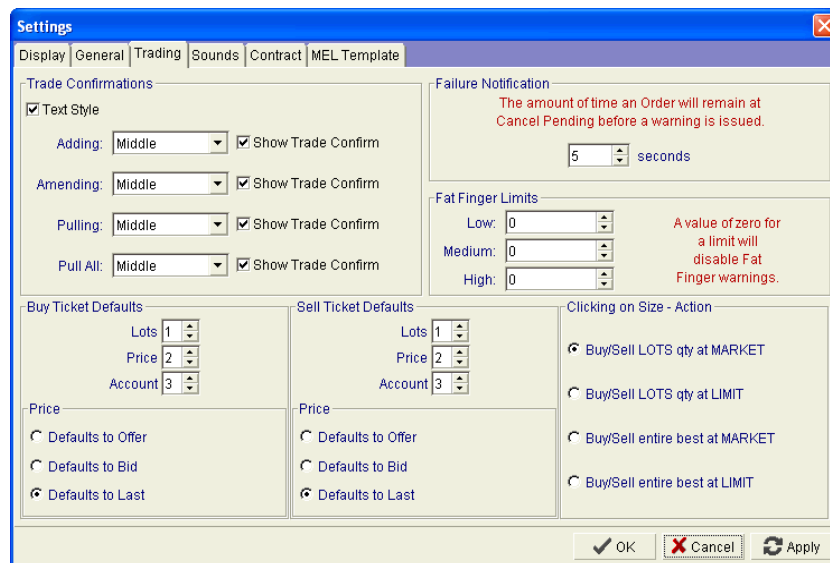 Settings
Display General Trading Sounds Contract MEL Template
Trade Confirmations
Text Style
Adding: Middle Show Trade Confirm
Amending: Middle Show Trade Confirm
Pulling: Middle Show Trade Confirm
Pull All: Middle Show Trade Confirm
Failure Notification
The amount of time an Order will remain at
Cancel Pending before a warning is issued.
5 seconds
Fat Finger Limits
Low: 0
Medium: 0
High: 0
A value of zero for
a limit will
disable Fat
Finger warnings.
Buy Ticket Defaults
Lots 1
Price 2
Account 3
Price
Defaults to Offer
Defaults to Bid
Defaults to Last
Sell Ticket Defaults
Lots 1
Price 2
Account 3
Price
Defaults to Offer
Defaults to Bid
Defaults to Last
Clicking on Size - Action
Buy/Sell LOTS qty at MARKET
Buy/Sell LOTS qty at LIMIT
Buy/Sell entire best at MARKET
Buy/Sell entire best at LIMIT
OK Cancel Apply